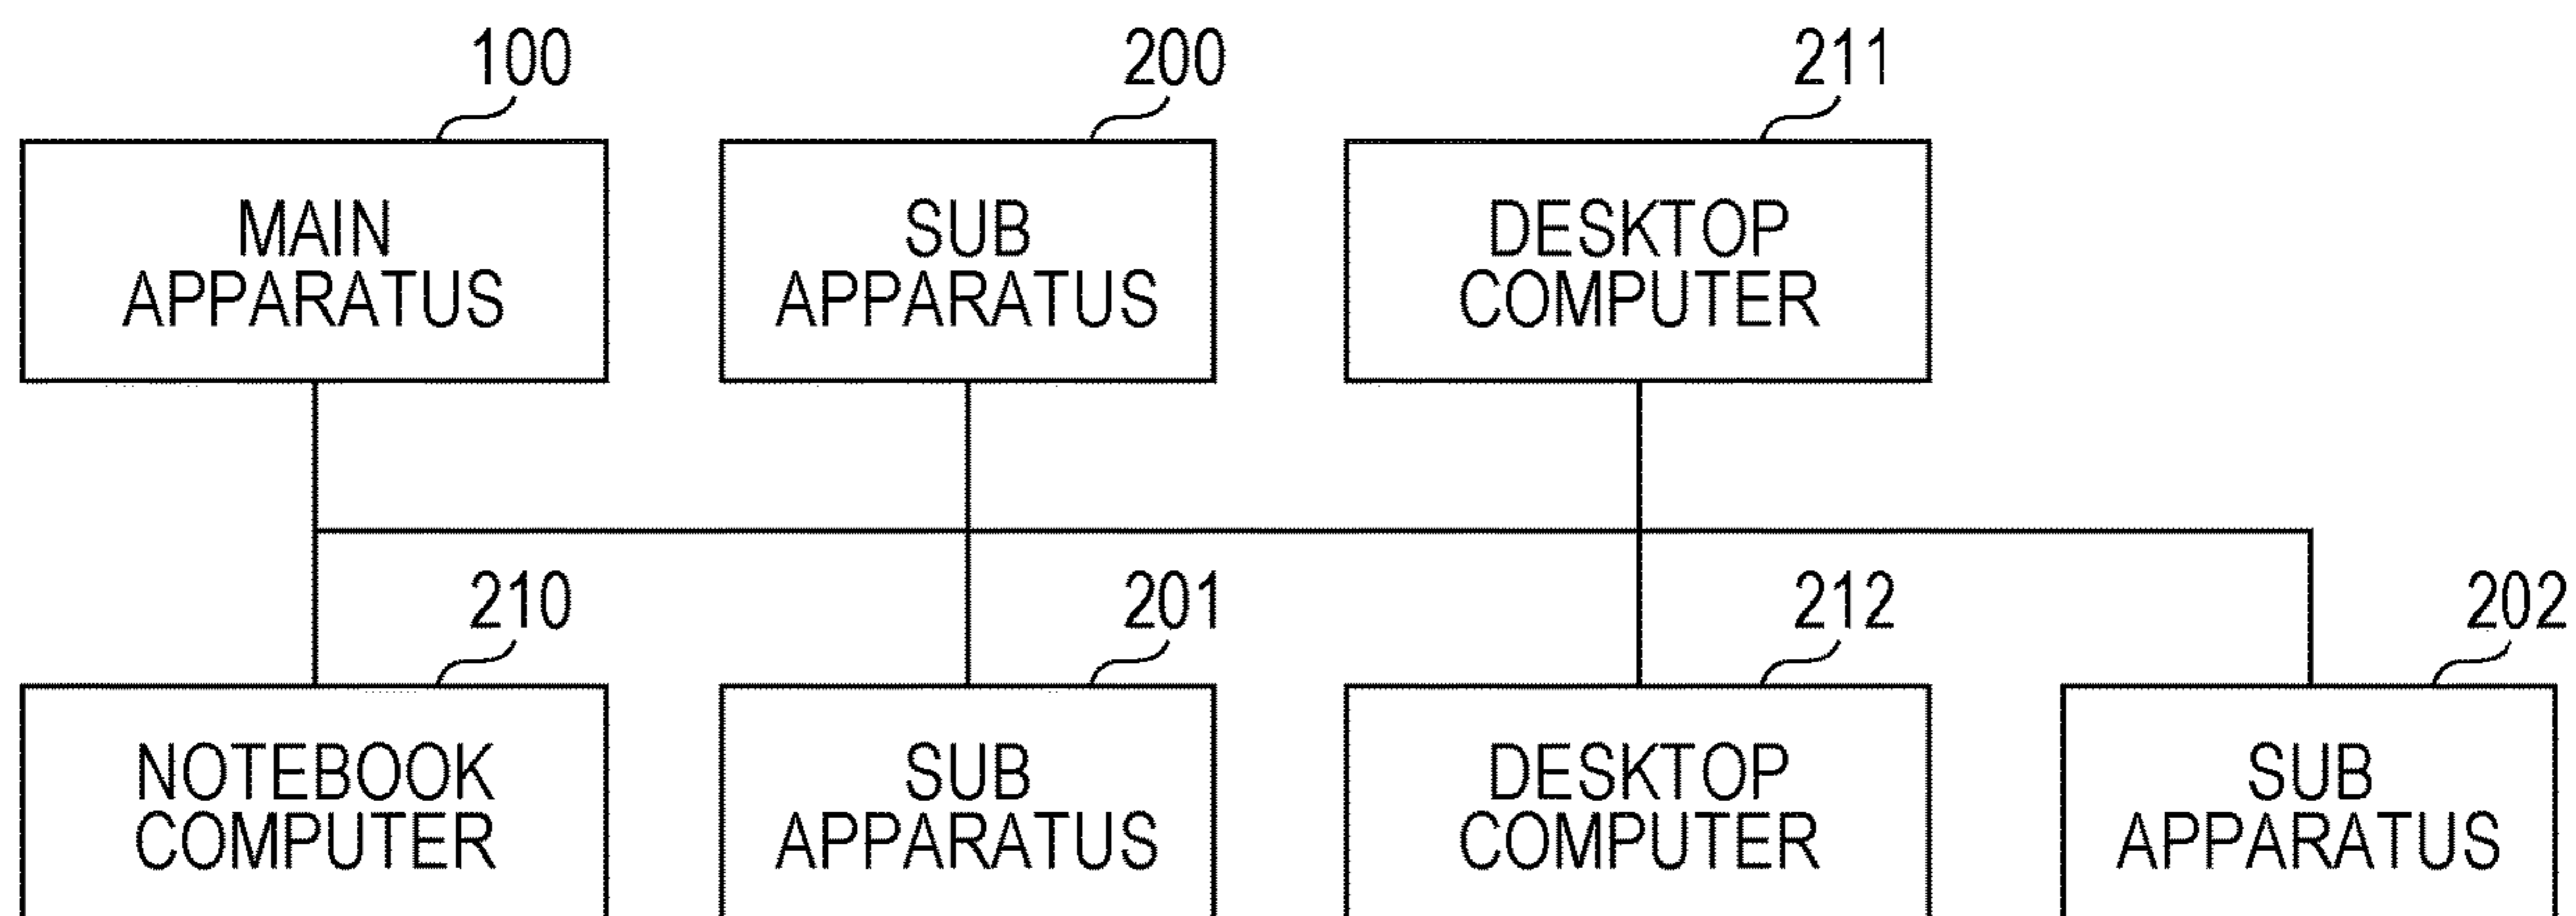 100
MAIN
APPARATUS
200
SUB
APPARATUS
211
DESKTOP
COMPUTER
210
NOTEBOOK
COMPUTER
201
SUB
APPARATUS
212
DESKTOP
COMPUTER
202
SUB
APPARATUS